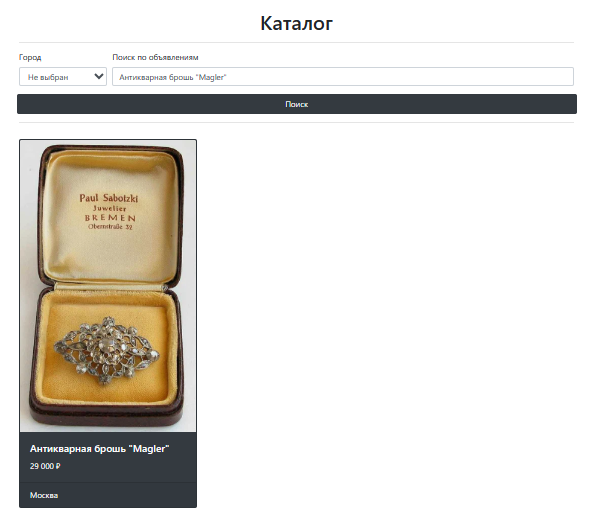 Каталог
Город
Поиск по объявлениям
Не выбран
Антикварная брошь "Magler"
Поиск
Paul Sabotzki
Juwelier
BREMEN
Obernstraße 32
Антикварная брошь "Magler"
29 000 ₽
Москва